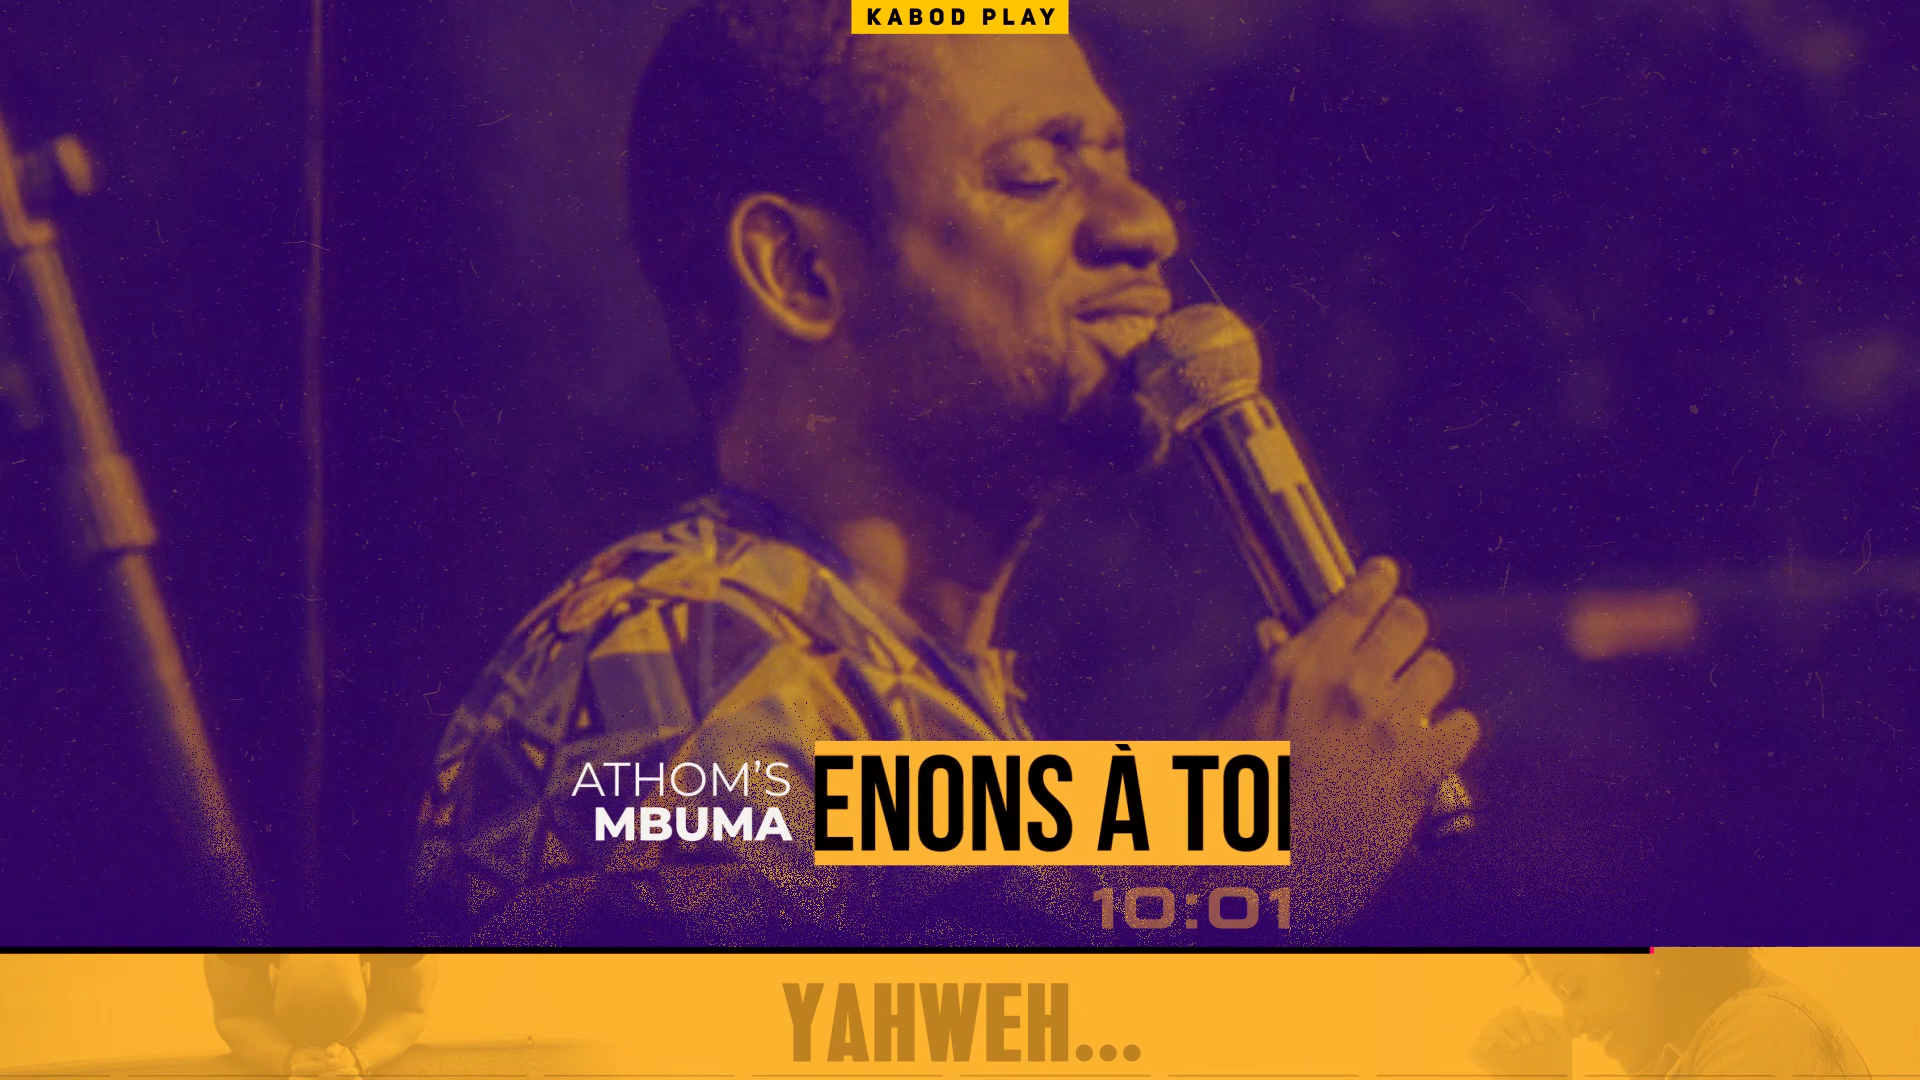 KABOD PLAY
ATHOM'S
MBUMA
ENONS À TOI
10:01
YAHWEH...